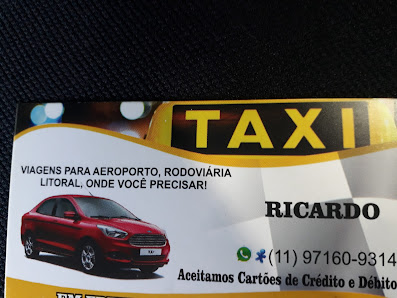 TAXI
VIAGENS PARA AEROPORTO, RODOVIÁRIA
LITORAL, ONDE VOCÊ PRECISAR!
RICARDO
(11) 97160-9314
Aceitamos Cartões de Crédito e Débito